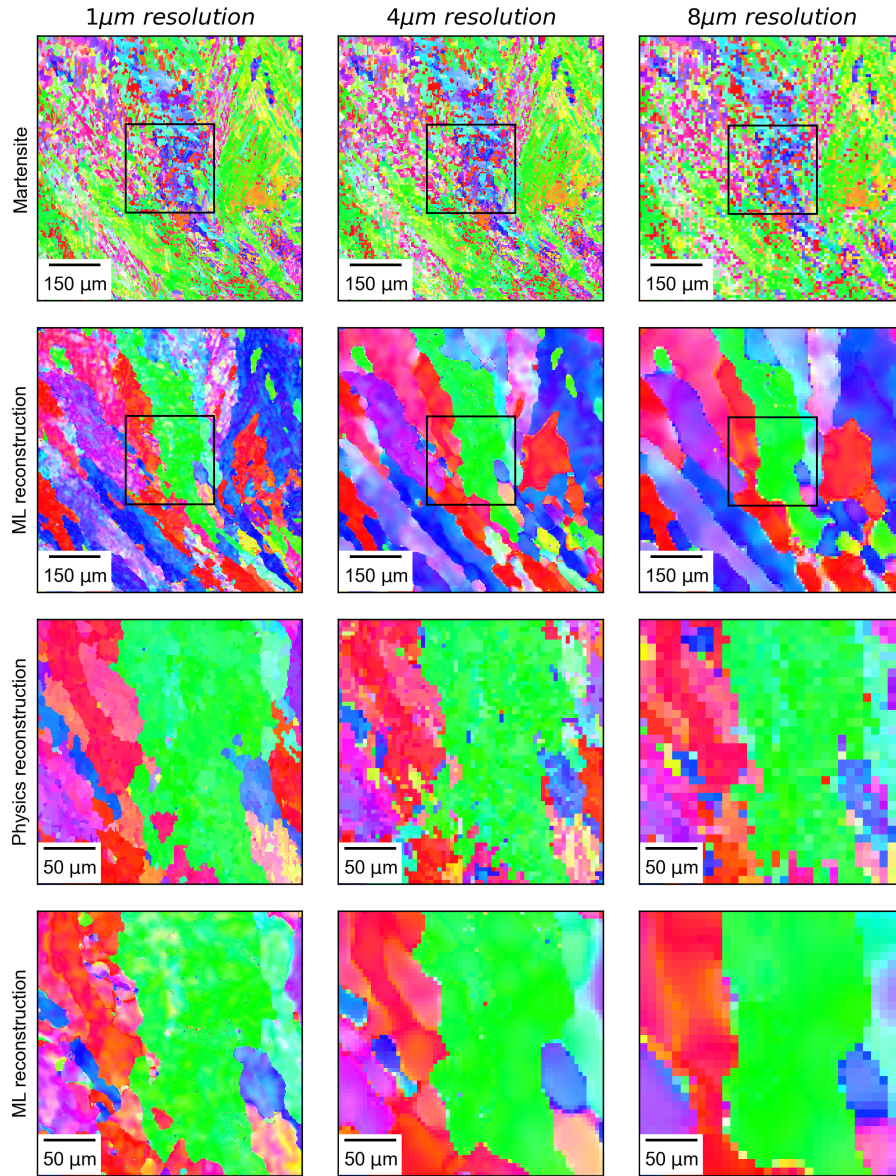 1μm resolution 4μm resolution 8μm resolution
Martensite
150 μm 150 μm 150 μm
ML reconstruction
150 μm 150 μm 150 μm
Physics reconstruction
50 μm 50 μm 50 μm
ML reconstruction
50 μm 50 μm 50 μm